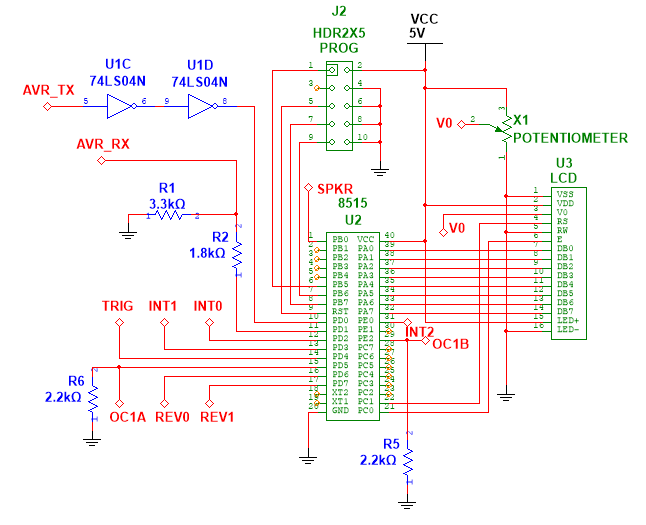 J2
HDR2X5
PROG
1 2
3 4
5 6
7 8
9 10
VCC
5V
U1C
74LS04N
U1D
74LS04N
AVR_TX
5 6 9 8
AVR_RX
V0 2
3
X1
POTENTIOMETER
1
U3
LCD
1 VSS
2 VDD
3 V0
4 RS
5 RW
6 E
7 DB0
8 DB1
9 DB2
10 DB3
11 DB4
12 DB5
13 DB6
14 DB7
15 LED+
16 LED-
V0
SPKR
8515
U2
R1
3.3kΩ
1 2
R2
1.8kΩ
2
1
1 PB0 VCC 40
2 PB1 PA0 39
3 PB2 PA1 38
4 PB3 PA2 37
5 PB4 PA3 36
6 PB5 PA4 35
7 PB6 PA5 34
8 PB7 PA6 33
9 RST PA7 32
10 PD0 PE0 31
11 PD1 PE1 30
12 PD2 PE2 29
13 PD3 PC7 28
14 PD4 PC6 27
15 PD5 PC5 26
16 PD6 PC4 25
17 PD7 PC3 24
18 XT2 PC2 23
19 XT1 PC1 22
20 GND PC0 21
TRIG
INT1
INT0
INT2
OC1B
R6
2.2kΩ
2
1
OC1A
REV0
REV1
R5
2.2kΩ
2
1